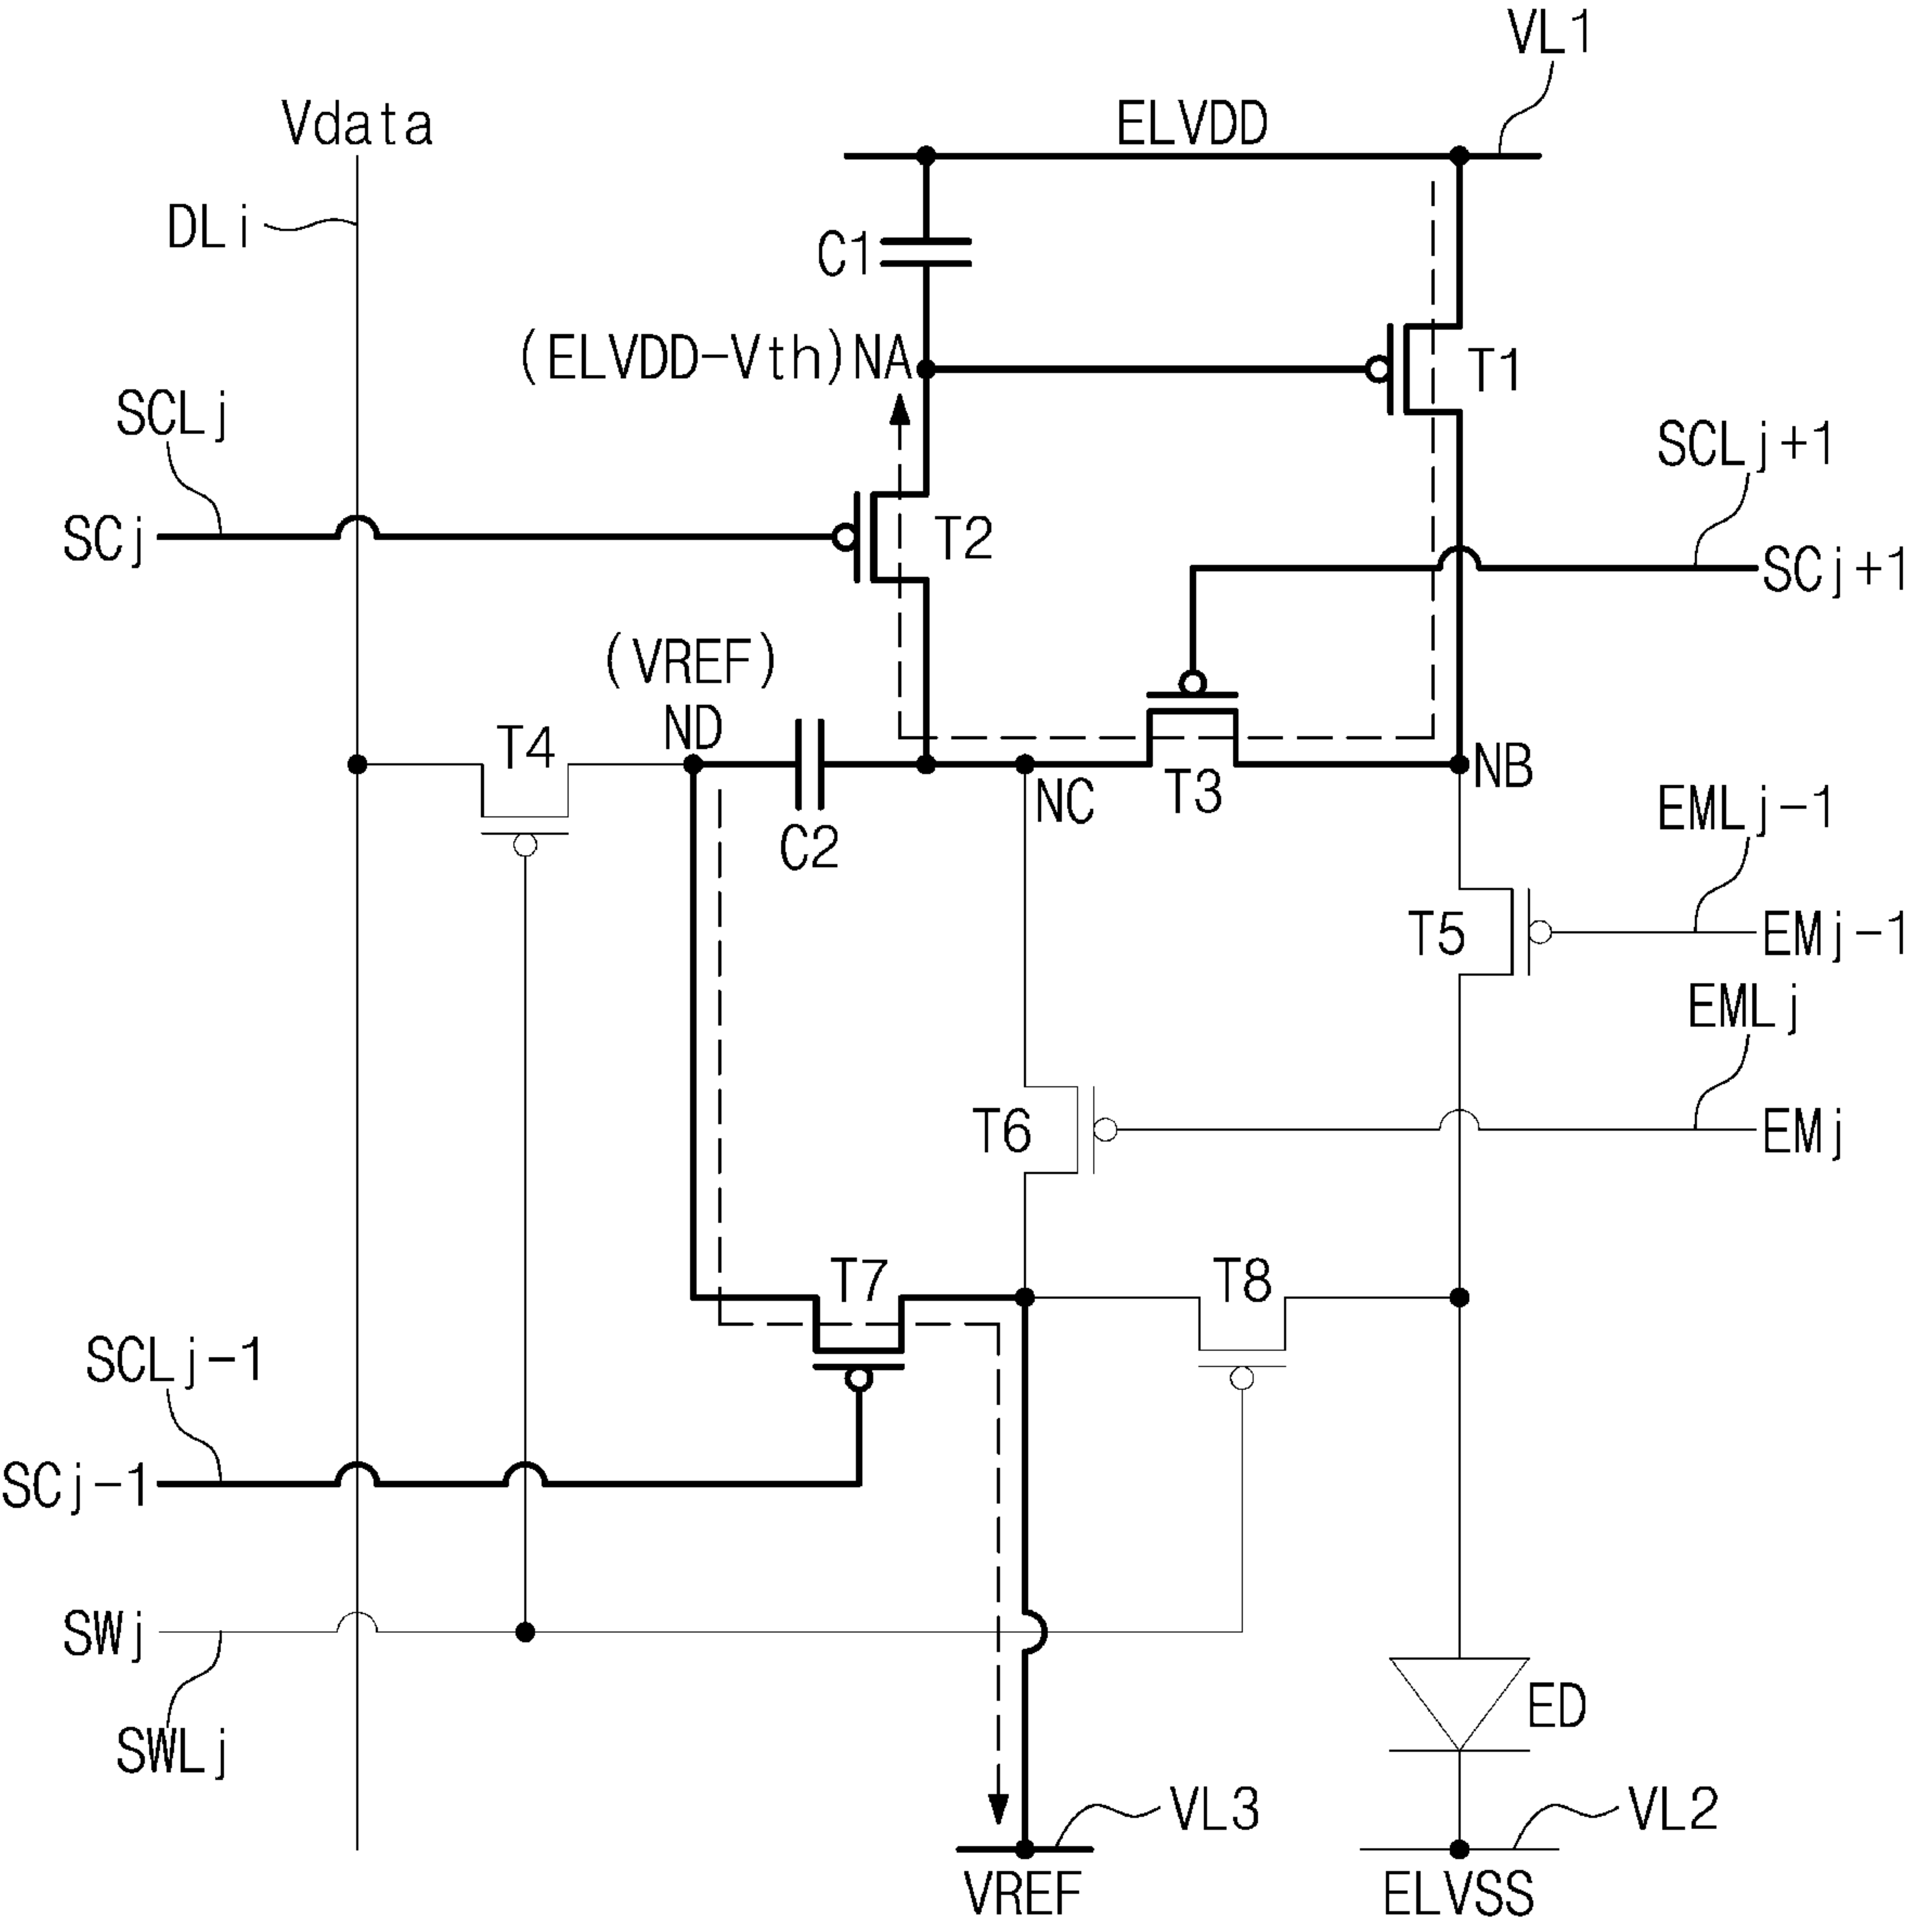 VL1
Vdata
ELVDD
DLi
C1
(ELVDD-Vth)NA
T1
SCLj
SCLj+1
SCj
T2
SCj+1
(VREF)
ND
T4
NB
NC
T3
C2
EMLj-1
T5
EMj-1
EMLj
T6
EMj
T7
T8
SCLj-1
SCj-1
SWj
ED
SWLj
VL3
VL2
VREF
ELVSS